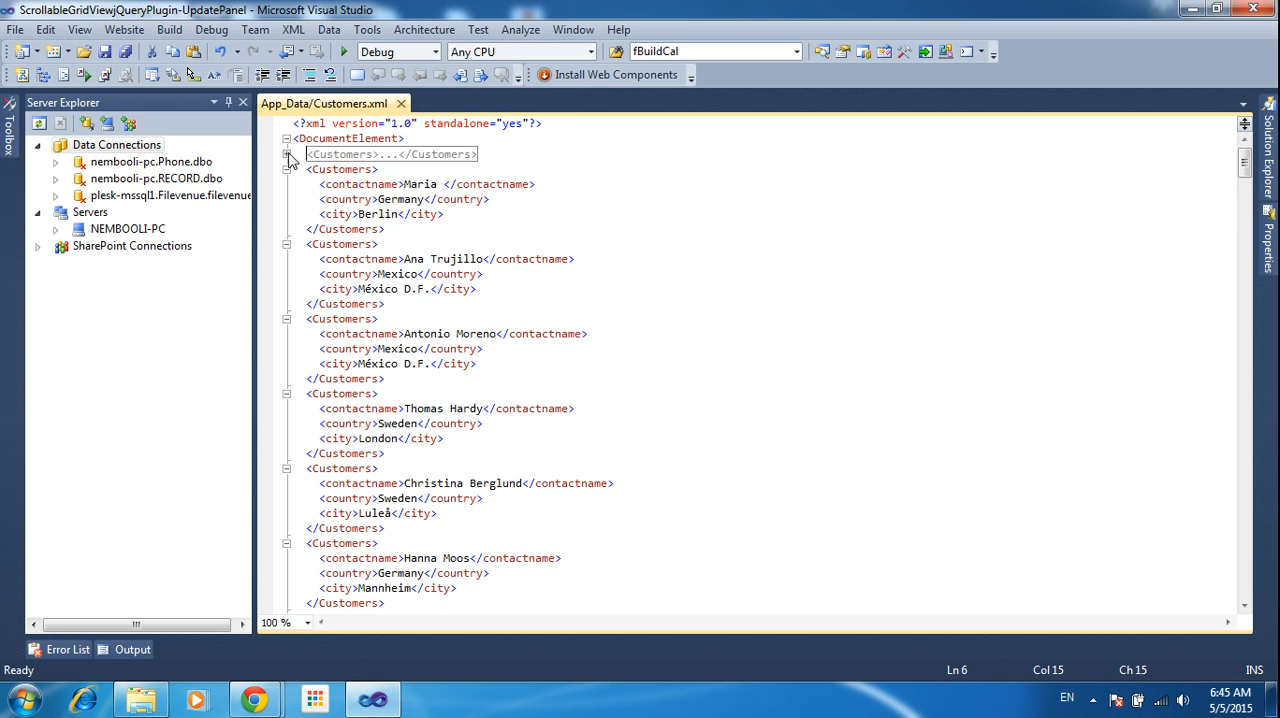 ScrollableGridViewjQueryPlugin-UpdatePanel - Microsoft Visual Studio
File Edit View Website Build Debug Team XML Data Tools Architecture Test Analyze Window Help
Debug Any CPU fBuildCal
Install Web Components
Toolbox
Server Explorer
Data Connections
nembooli-pc.Phone.dbo
nembooli-pc.RECORD.dbo
plesk-mssql1.Filevenue.filevenue
Servers
NEMBOOLI-PC
SharePoint Connections
App_Data/Customers.xml
<?xml version="1.0" standalone="yes"?>
<DocumentElement>
<Customers>...</Customers>
<Customers>
<contactname>Maria </contactname>
<country>Germany</country>
<city>Berlin</city>
</Customers>
<Customers>
<contactname>Ana Trujillo</contactname>
<country>Mexico</country>
<city>México D.F.</city>
</Customers>
<Customers>
<contactname>Antonio Moreno</contactname>
<country>Mexico</country>
<city>México D.F.</city>
</Customers>
<Customers>
<contactname>Thomas Hardy</contactname>
<country>Sweden</country>
<city>London</city>
</Customers>
<Customers>
<contactname>Christina Berglund</contactname>
<country>Sweden</country>
<city>Luleå</city>
</Customers>
<Customers>
<contactname>Hanna Moos</contactname>
<country>Germany</country>
<city>Mannheim</city>
</Customers>
100 %
Solution Explorer
Properties
Error List Output
Ready Ln 6 Col 15 Ch 15 INS
EN 6:45 AM
5/5/2015